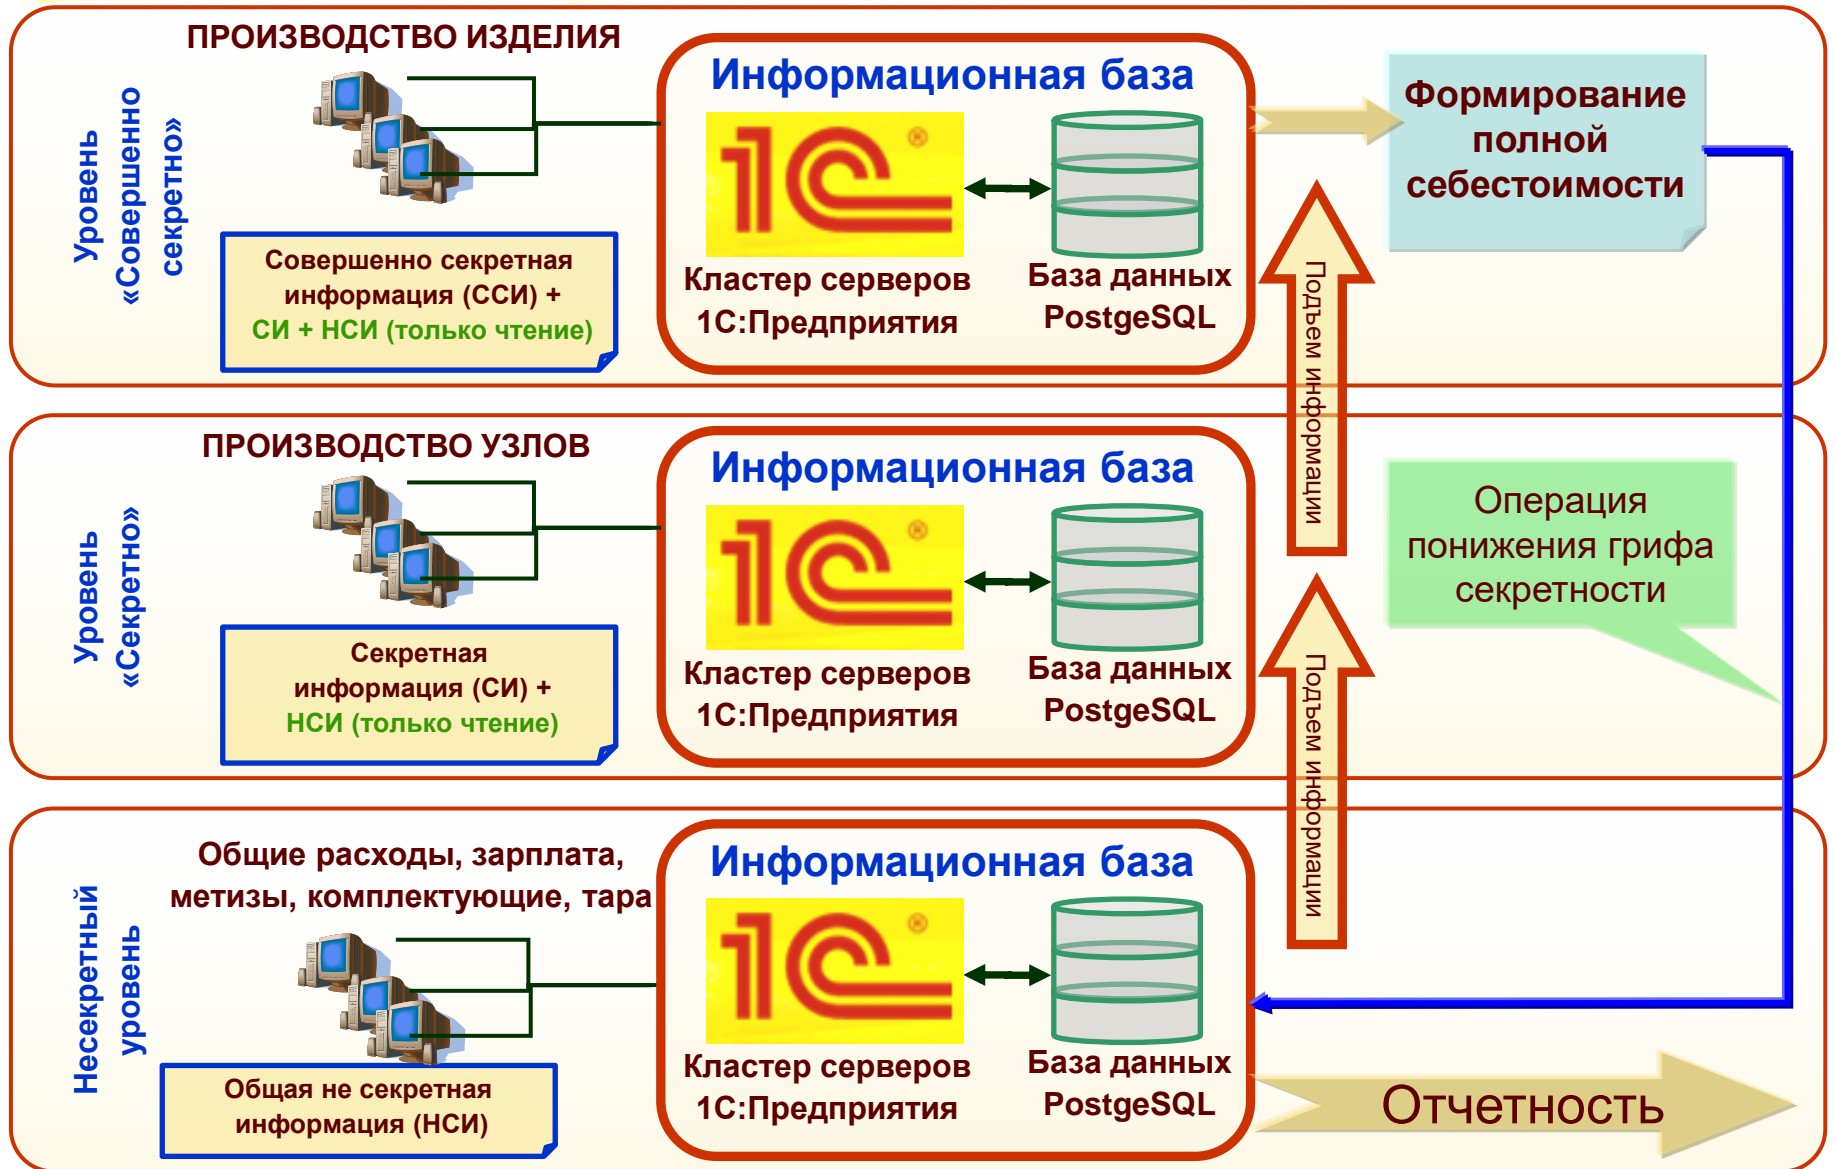 ПРОИЗВОДСТВО ИЗДЕЛИЯ
Уровень
«Совершенно
секретно»
Совершенно секретная
информация (ССИ) +
СИ + НСИ (только чтение)
Информационная база
1С
®
Кластер серверов
1С:Предприятия
База данных
PostgeSQL
Формирование
полной
себестоимости
Подъем информации
ПРОИЗВОДСТВО УЗЛОВ
Уровень
«Секретно»
Секретная
информация (СИ) +
НСИ (только чтение)
Информационная база
1С
®
Кластер серверов
1С:Предприятия
База данных
PostgeSQL
Операция
понижения грифа
секретности
Подъем информации
Несекретный
уровень
Общие расходы, зарплата,
метизы, комплектующие, тара
Общая не секретная
информация (НСИ)
Информационная база
1С
®
Кластер серверов
1С:Предприятия
База данных
PostgeSQL
Отчетность